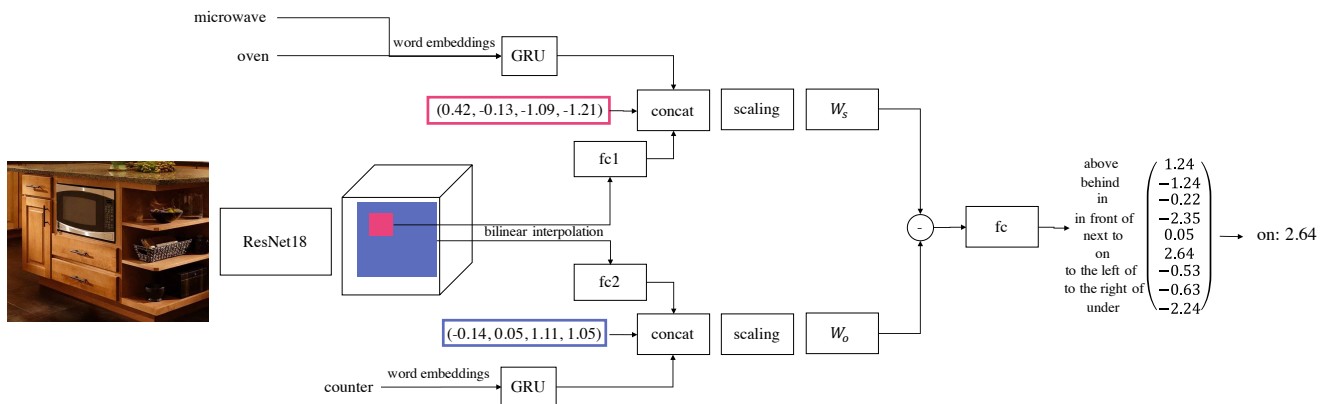 microwave
oven
word embeddings
GRU
(0.42, -0.13, -1.09, -1.21)
concat
scaling
W_s
fc1
ResNet18
bilinear interpolation
fc2
(-0.14, 0.05, 1.11, 1.05)
concat
scaling
W_o
counter
word embeddings
GRU
-
fc
above 1.24
behind −1.24
in −0.22
in front of −2.35
next to 0.05
on 2.64
to the left of −0.53
to the right of −0.63
under −2.24
on: 2.64